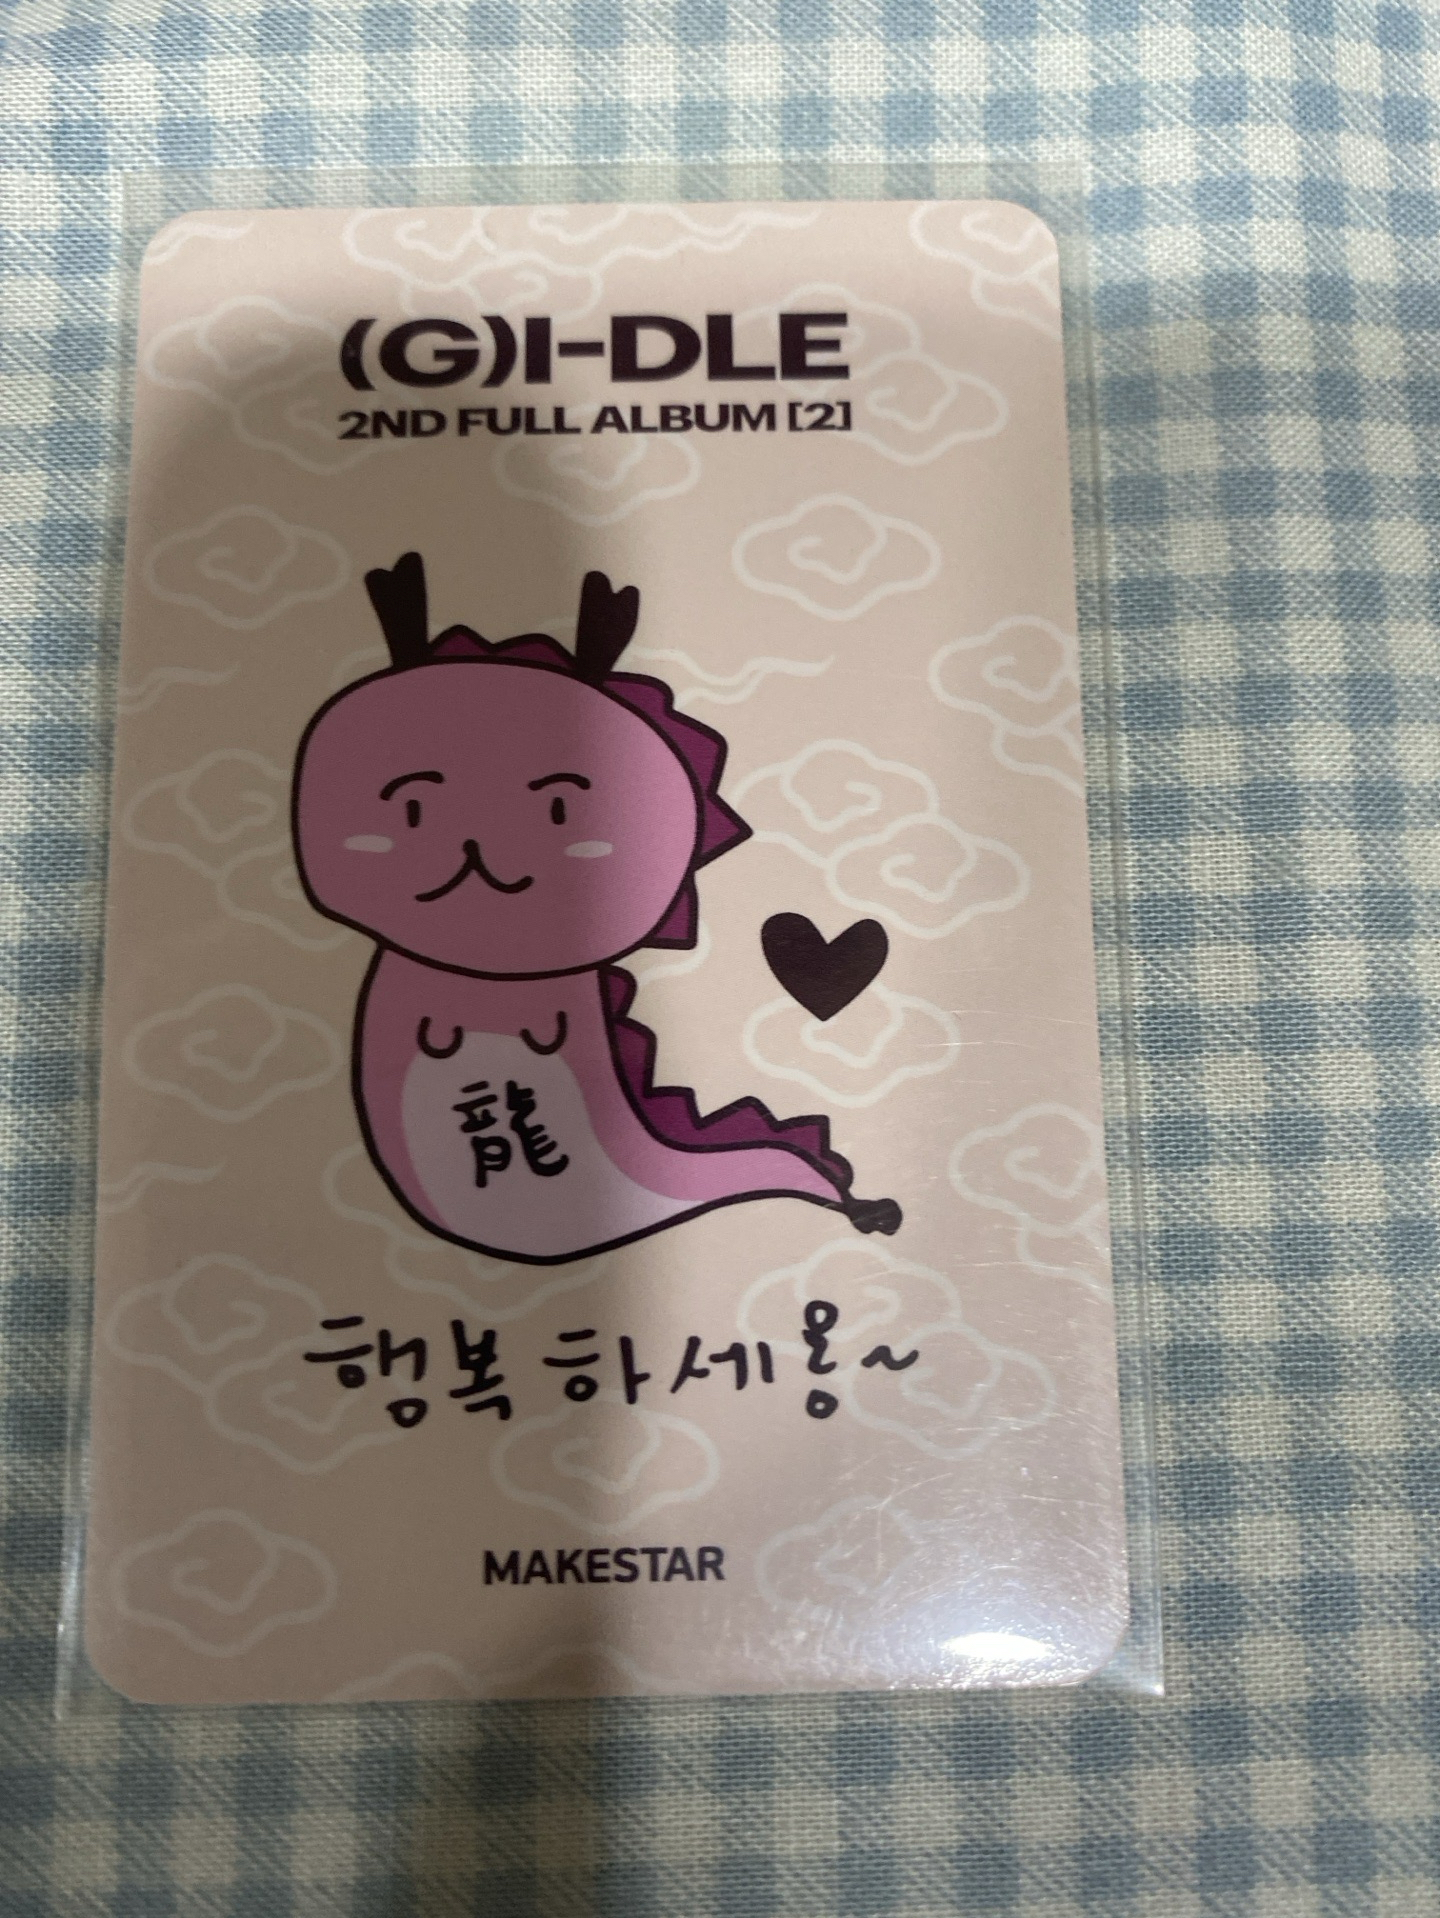 (G)I-DLE
2ND FULL ALBUM [2]
龍
행복 하세용~
MAKESTAR